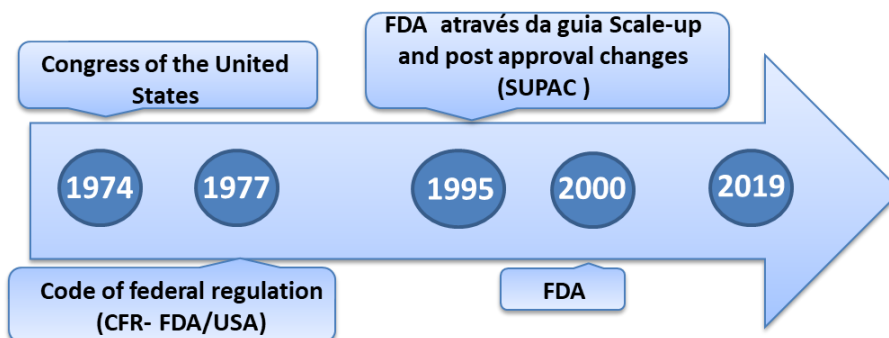 Congress of the United
States
FDA através da guia Scale-up
and post approval changes
(SUPAC )
1974
1977
1995
2000
2019
Code of federal regulation
(CFR- FDA/USA)
FDA